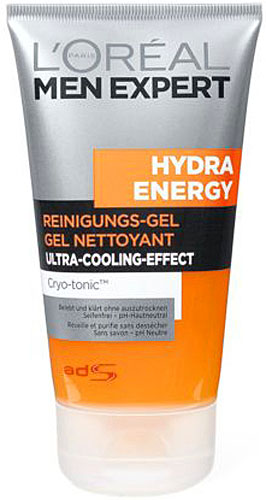 L'ORÉAL
PARIS
MEN EXPERT
HYDRA
ENERGY
REINIGUNGS-GEL
GEL NETTOYANT
ULTRA-COOLING-EFFECT
Cryo-tonic™
Belebt und klärt ohne auszutrocknen
Seifenfrei - pH-Hautneutral
Réveille et purifie sans dessécher
Sans savon - pH Neutre
adS